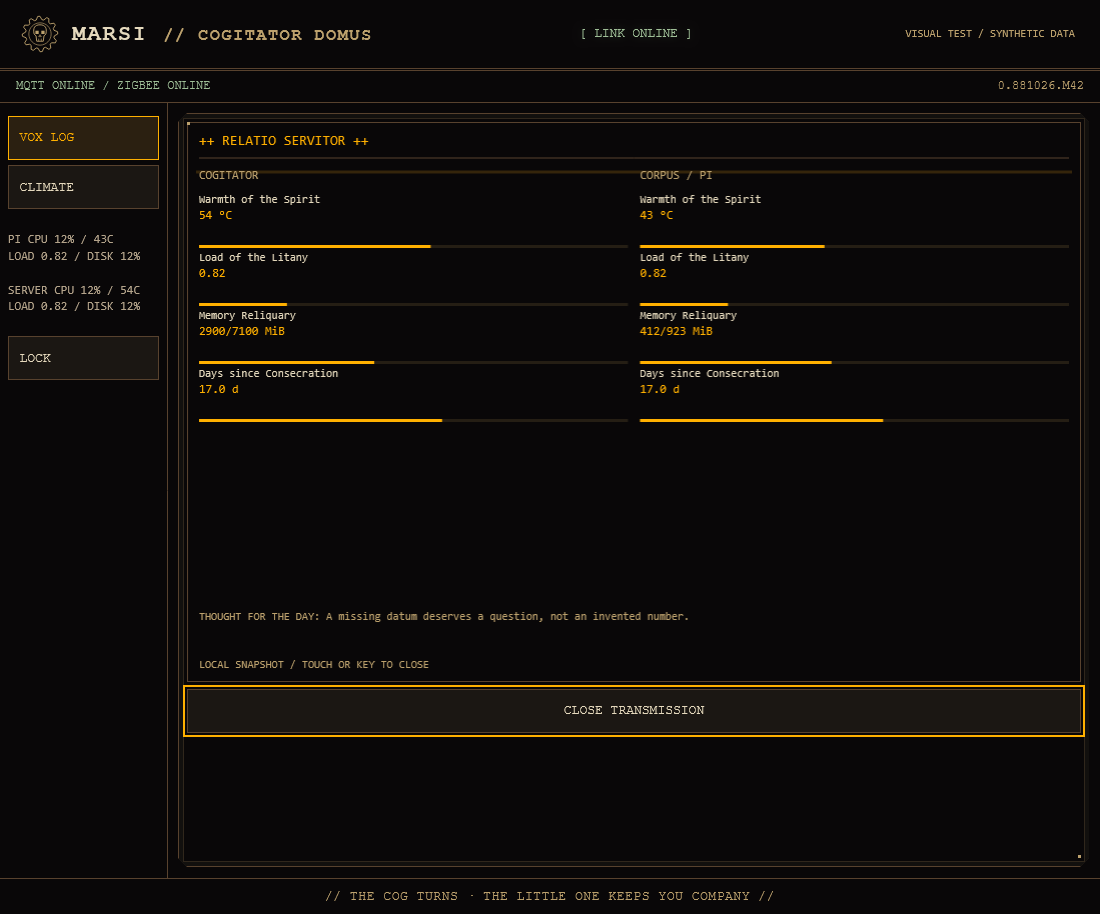 MARSI // COGITATOR DOMUS
[ LINK ONLINE ]
VISUAL TEST / SYNTHETIC DATA
MQTT ONLINE / ZIGBEE ONLINE
0.881026.M42
VOX LOG
CLIMATE
PI CPU 12% / 43C
LOAD 0.82 / DISK 12%
SERVER CPU 12% / 54C
LOAD 0.82 / DISK 12%
LOCK
++ RELATIO SERVITOR ++
COGITATOR
Warmth of the Spirit
54 °C
Load of the Litany
0.82
Memory Reliquary
2900/7100 MiB
Days since Consecration
17.0 d
CORPUS / PI
Warmth of the Spirit
43 °C
Load of the Litany
0.82
Memory Reliquary
412/923 MiB
Days since Consecration
17.0 d
THOUGHT FOR THE DAY: A missing datum deserves a question, not an invented number.
LOCAL SNAPSHOT / TOUCH OR KEY TO CLOSE
CLOSE TRANSMISSION
// THE COG TURNS · THE LITTLE ONE KEEPS YOU COMPANY //